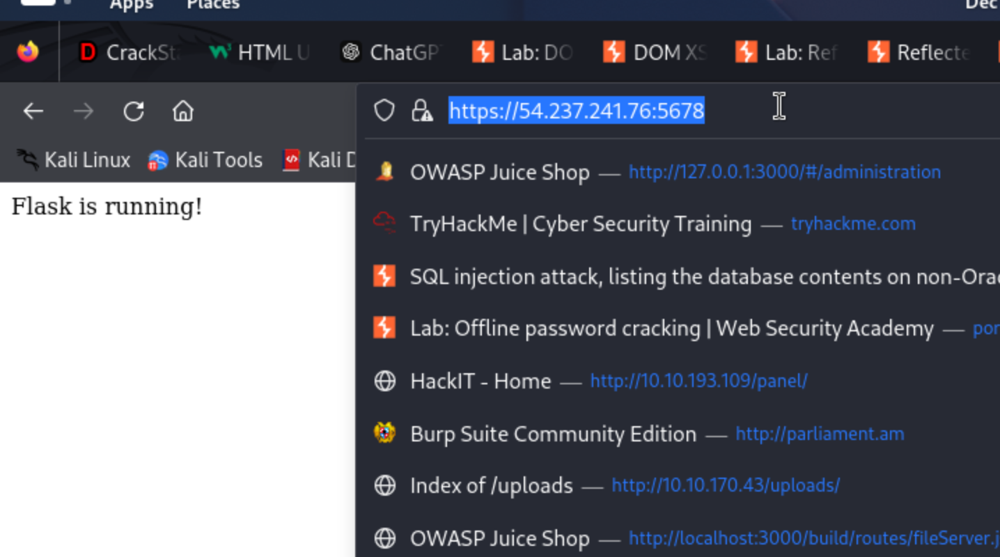 Apps Places Dec
CrackSt HTML U ChatGP Lab: DO DOM XS Lab: Ref Reflecte
https://54.237.241.76:5678
Kali Linux Kali Tools Kali D
OWASP Juice Shop — http://127.0.0.1:3000/#/administration
Flask is running!
TryHackMe | Cyber Security Training — tryhackme.com
SQL injection attack, listing the database contents on non-Orac
Lab: Offline password cracking | Web Security Academy — por
HackIT - Home — http://10.10.193.109/panel/
Burp Suite Community Edition — http://parliament.am
Index of /uploads — http://10.10.170.43/uploads/
OWASP Juice Shop — http://localhost:3000/build/routes/fileServer.j